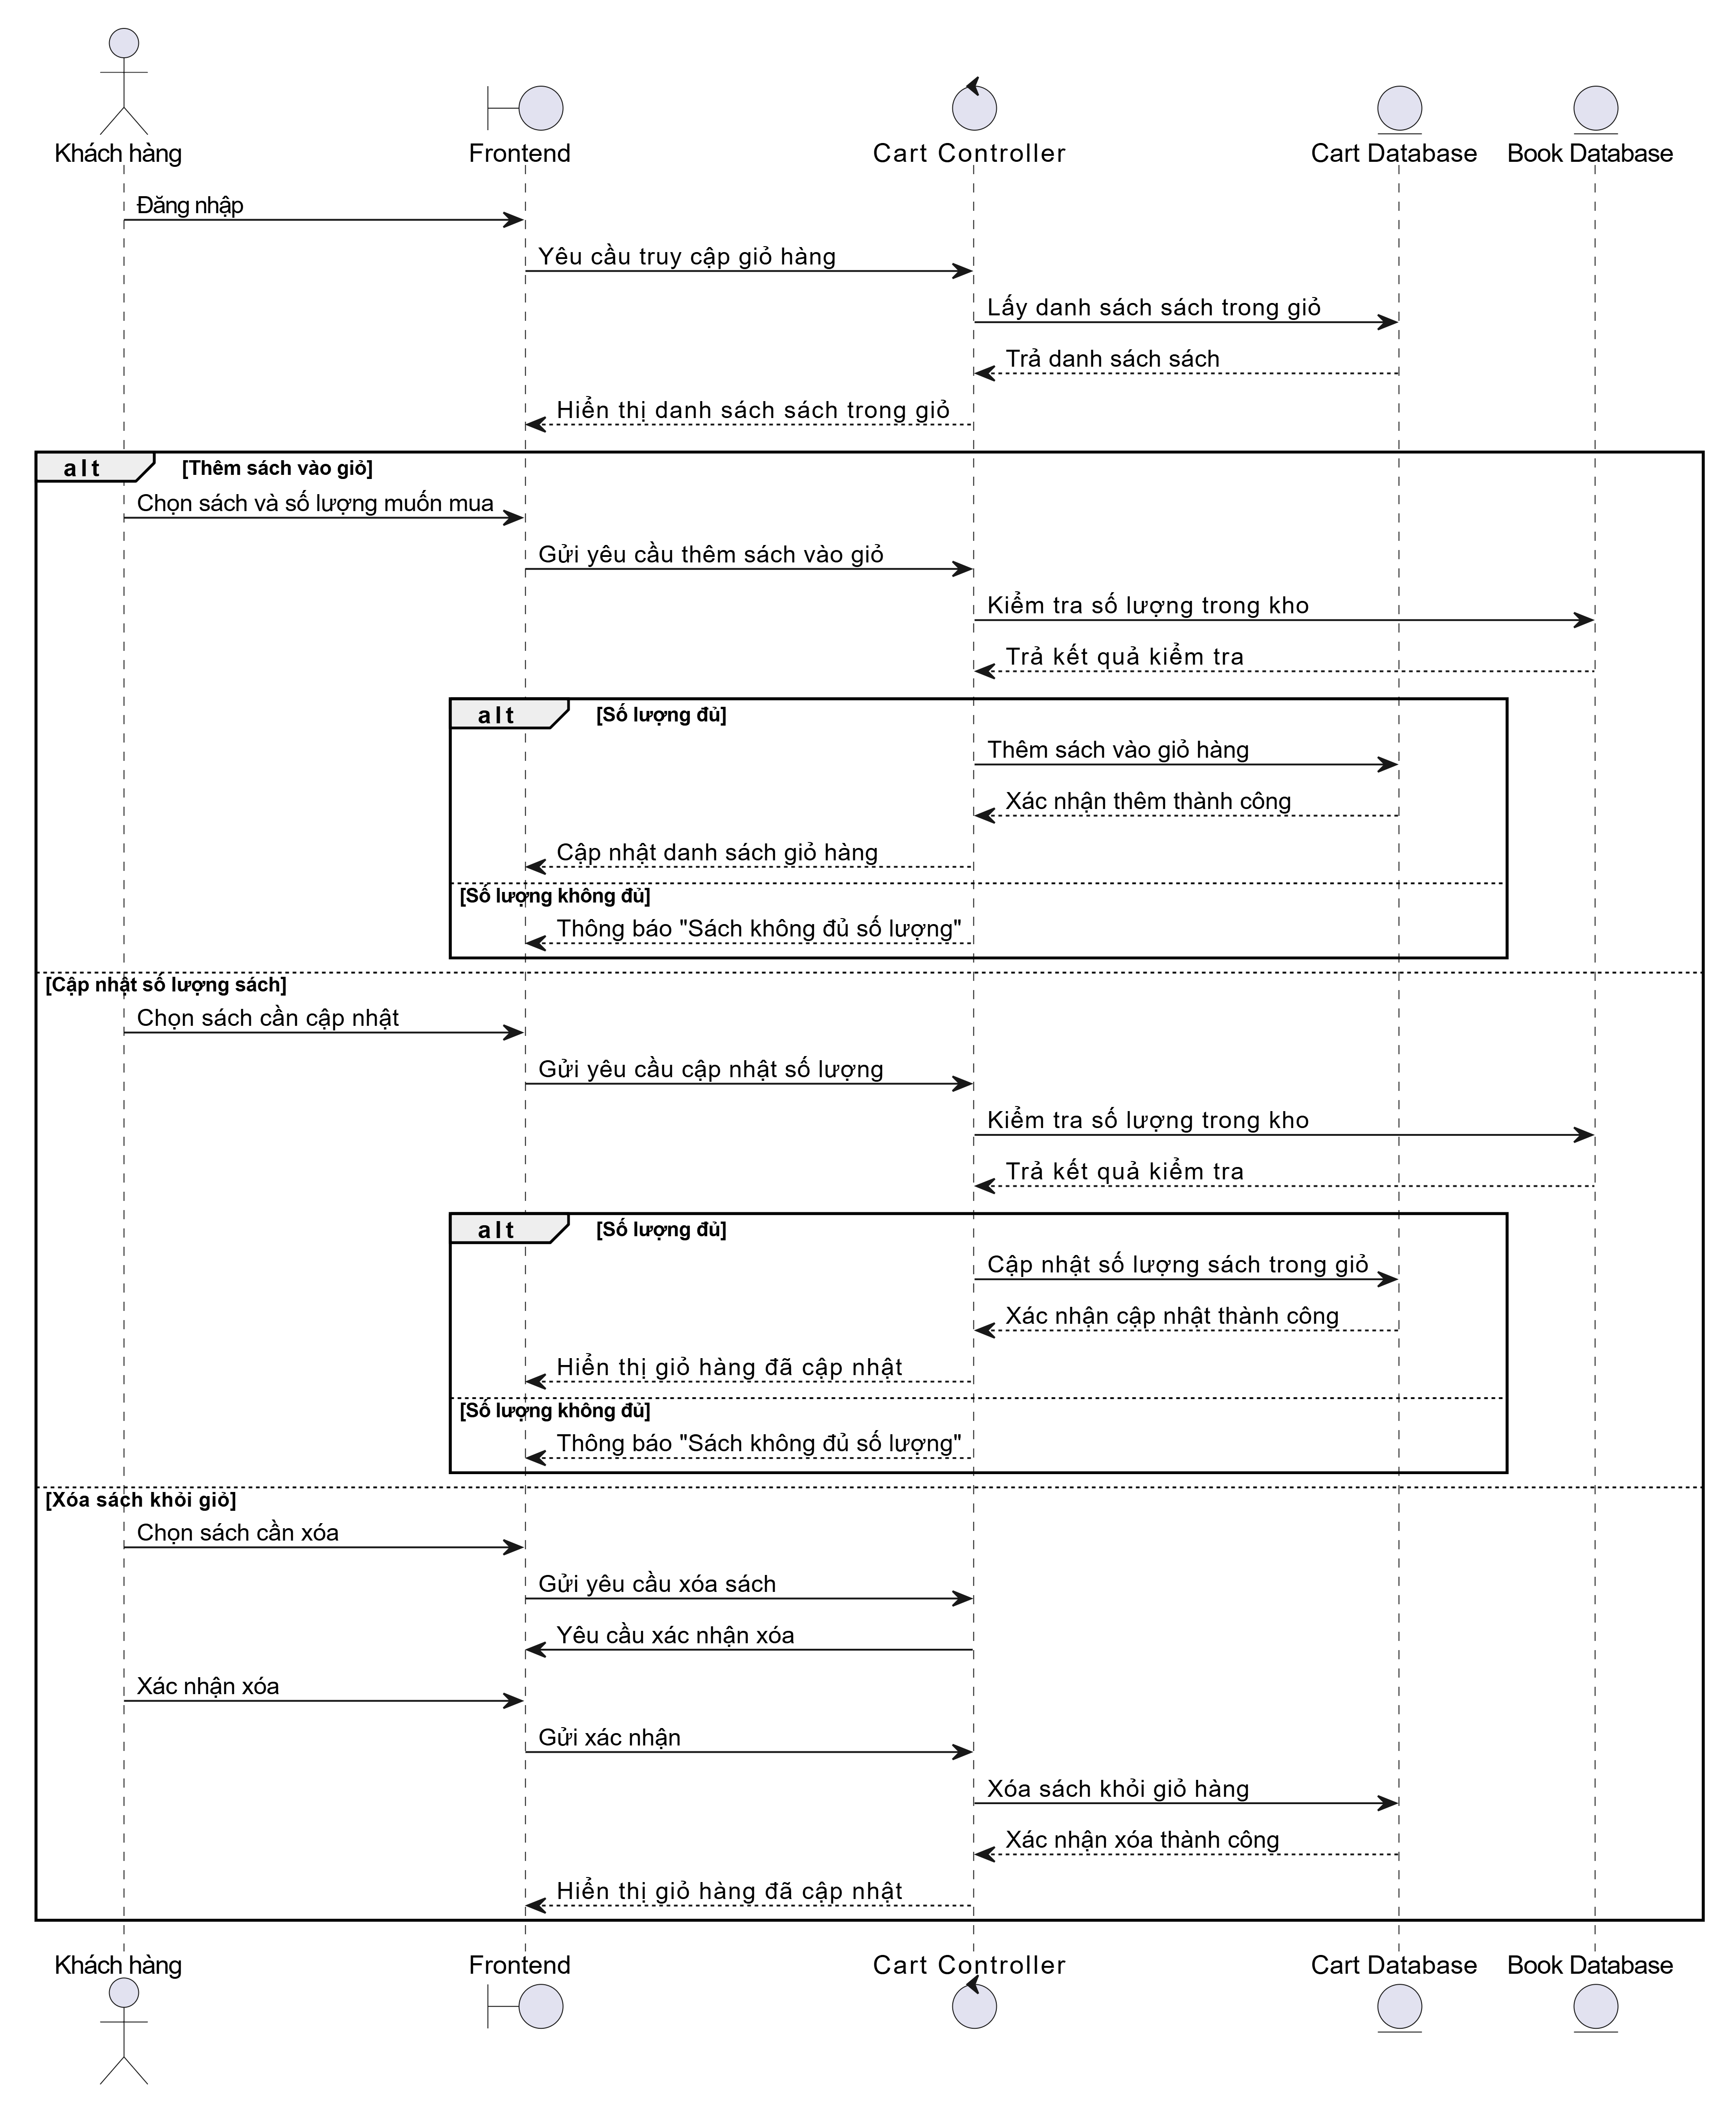 Khách hàng
Frontend
Cart Controller
Cart Database
Book Database
Đăng nhập
Yêu cầu truy cập giỏ hàng
Lấy danh sách sách trong giỏ
Trả danh sách sách
Hiển thị danh sách sách trong giỏ
alt [Thêm sách vào giỏ]
Chọn sách và số lượng muốn mua
Gửi yêu cầu thêm sách vào giỏ
Kiểm tra số lượng trong kho
Trả kết quả kiểm tra
alt [Số lượng đủ]
Thêm sách vào giỏ hàng
Xác nhận thêm thành công
Cập nhật danh sách giỏ hàng
[Số lượng không đủ]
Thông báo "Sách không đủ số lượng"
[Cập nhật số lượng sách]
Chọn sách cần cập nhật
Gửi yêu cầu cập nhật số lượng
Kiểm tra số lượng trong kho
Trả kết quả kiểm tra
alt [Số lượng đủ]
Cập nhật số lượng sách trong giỏ
Xác nhận cập nhật thành công
Hiển thị giỏ hàng đã cập nhật
[Số lượng không đủ]
Thông báo "Sách không đủ số lượng"
[Xóa sách khỏi giỏ]
Chọn sách cần xóa
Gửi yêu cầu xóa sách
Yêu cầu xác nhận xóa
Xác nhận xóa
Gửi xác nhận
Xóa sách khỏi giỏ hàng
Xác nhận xóa thành công
Hiển thị giỏ hàng đã cập nhật
Khách hàng
Frontend
Cart Controller
Cart Database
Book Database